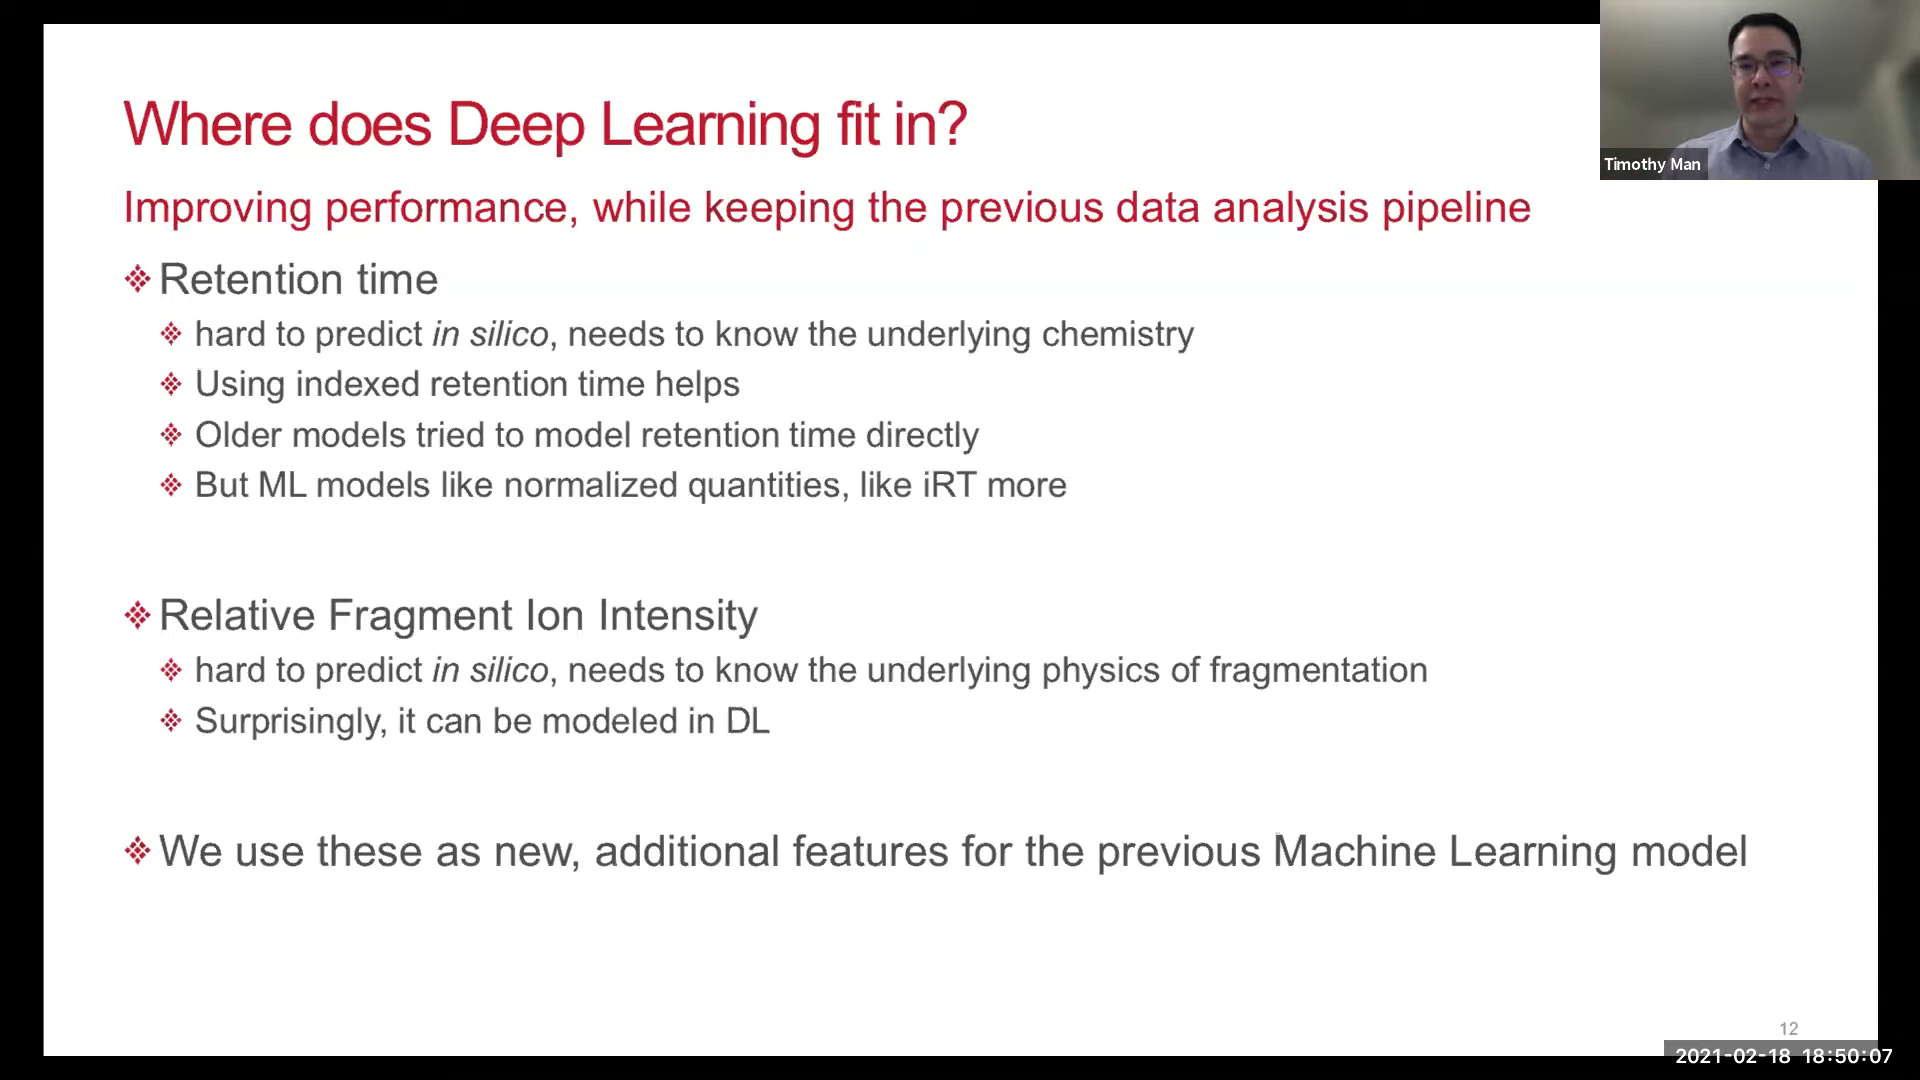 Where does Deep Learning fit in?
Timothy Man
Improving performance, while keeping the previous data analysis pipeline
Retention time
hard to predict in silico, needs to know the underlying chemistry
Using indexed retention time helps
Older models tried to model retention time directly
But ML models like normalized quantities, like iRT more
Relative Fragment Ion Intensity
hard to predict in silico, needs to know the underlying physics of fragmentation
Surprisingly, it can be modeled in DL
We use these as new, additional features for the previous Machine Learning model
12
2021-02-18 18:50:07